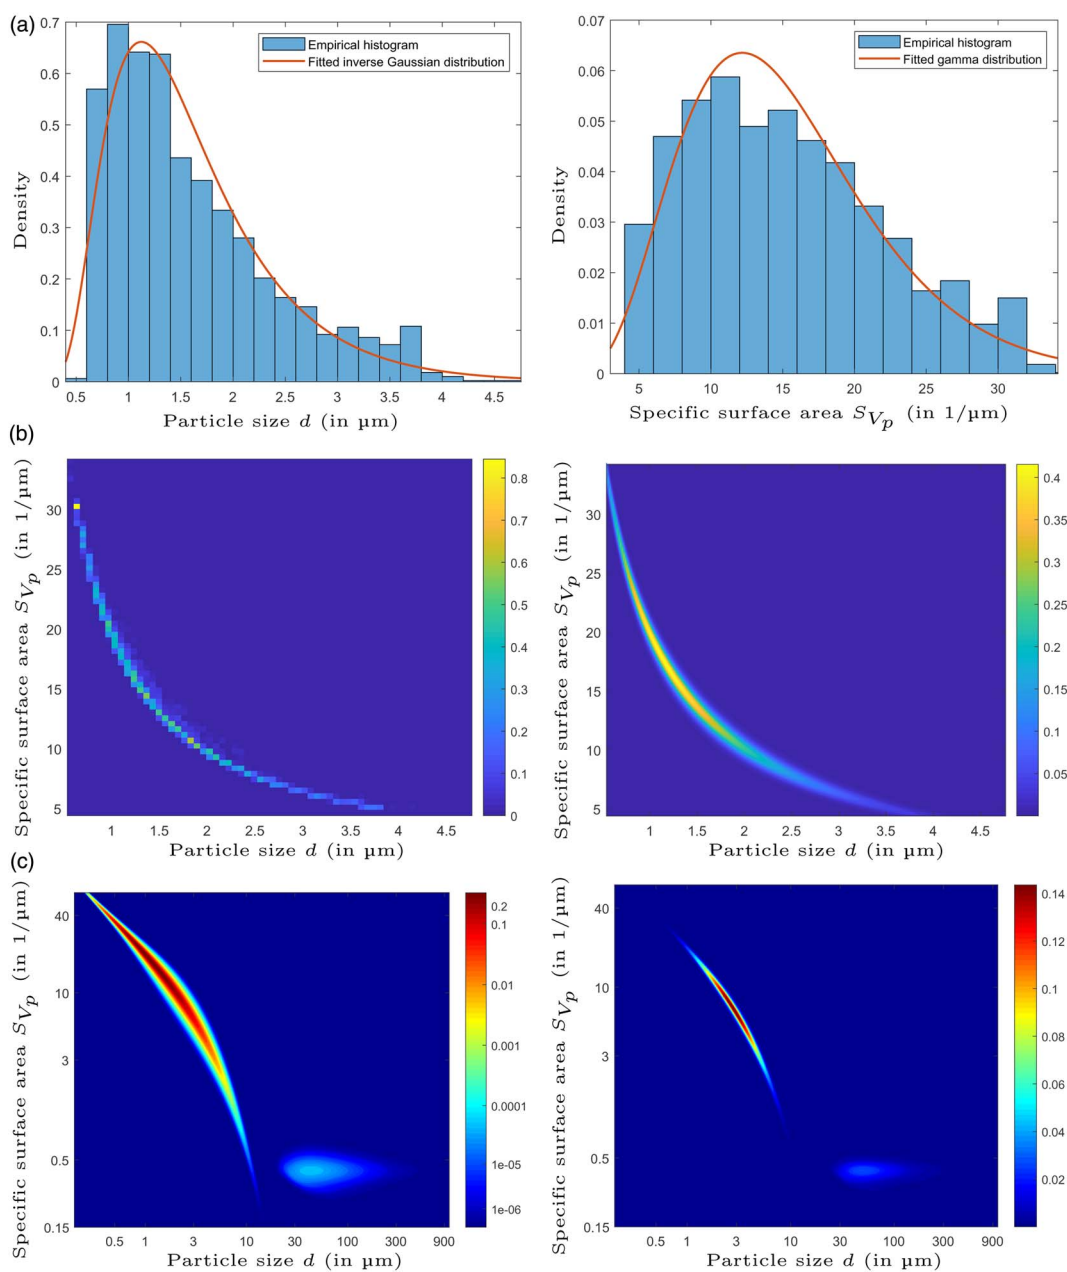 (a)
0.7
0.6
0.5
0.4
0.3
0.2
0.1
0
Density
Empirical histogram
Fitted inverse Gaussian distribution
0.5 1 1.5 2 2.5 3 3.5 4 4.5
Particle size d (in µm)
0.07
0.06
0.05
0.04
0.03
0.02
0.01
0
Density
Empirical histogram
Fitted gamma distribution
5 10 15 20 25 30
Specific surface area S_{V_p} (in 1/µm)
(b)
Specific surface area S_{V_p} (in 1/µm)
30
25
20
15
10
5
1 1.5 2 2.5 3 3.5 4 4.5
Particle size d (in µm)
0.8
0.7
0.6
0.5
0.4
0.3
0.2
0.1
0
Specific surface area S_{V_p} (in 1/µm)
30
25
20
15
10
5
1 1.5 2 2.5 3 3.5 4 4.5
Particle size d (in µm)
0.4
0.35
0.3
0.25
0.2
0.15
0.1
0.05
(c)
Specific surface area S_{V_p} (in 1/µm)
40
10
3
0.5
0.15
0.5 1 3 10 30 100 300 900
Particle size d (in µm)
0.2
0.1
0.01
0.001
0.0001
1e-05
1e-06
Specific surface area S_{V_p} (in 1/µm)
40
10
3
0.5
0.15
0.5 1 3 10 30 100 300 900
Particle size d (in µm)
0.14
0.12
0.10
0.08
0.06
0.04
0.02